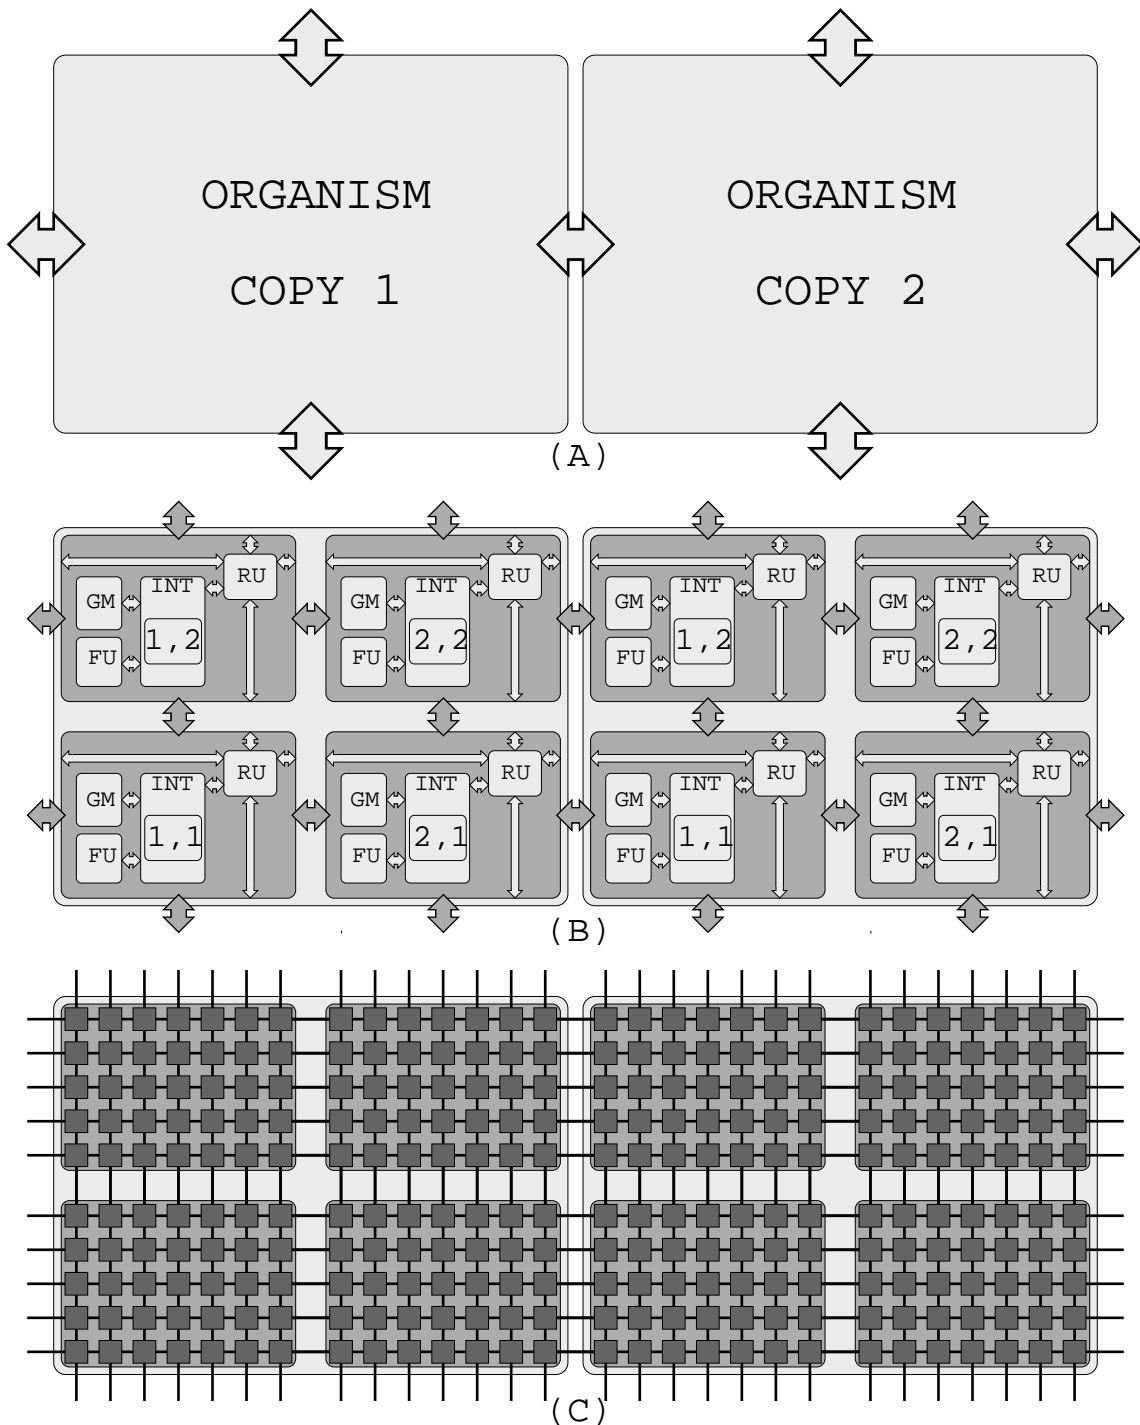 ORGANISM ORGANISM
COPY 1 COPY 2
(A)
RU RU RU RU
INT INT INT INT
GM GM GM GM
1,2 2,2 1,2 2,2
FU FU FU FU
RU RU RU RU
INT INT INT INT
GM GM GM GM
1,1 2,1 1,1 2,1
FU FU FU FU
(B)
(C)